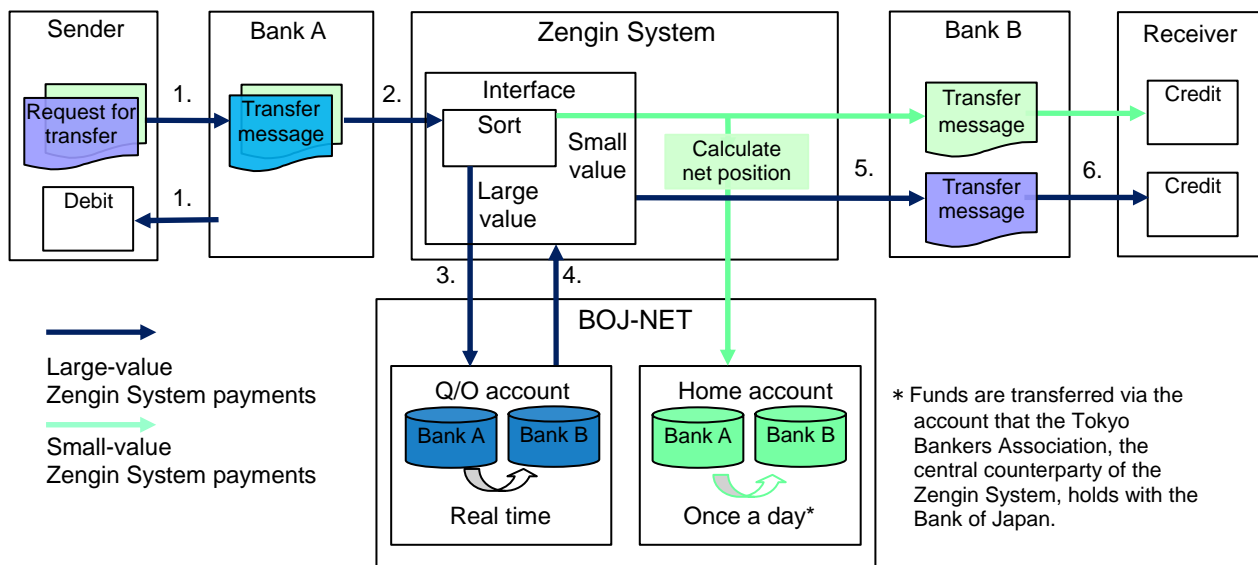 Sender
Bank A
Zengin System
Bank B
Receiver
Request for
transfer
1.
Transfer
message
2.
Interface
Sort
Small
value
Large
value
Calculate
net position
5.
Transfer
message
Transfer
message
6.
Credit
Credit
Debit
1.
3.
4.
BOJ-NET
Q/O account
Bank A
Bank B
Real time
Home account
Bank A
Bank B
Once a day*
Large-value
Zengin System payments
Small-value
Zengin System payments
* Funds are transferred via the
account that the Tokyo
Bankers Association, the
central counterparty of the
Zengin System, holds with the
Bank of Japan.